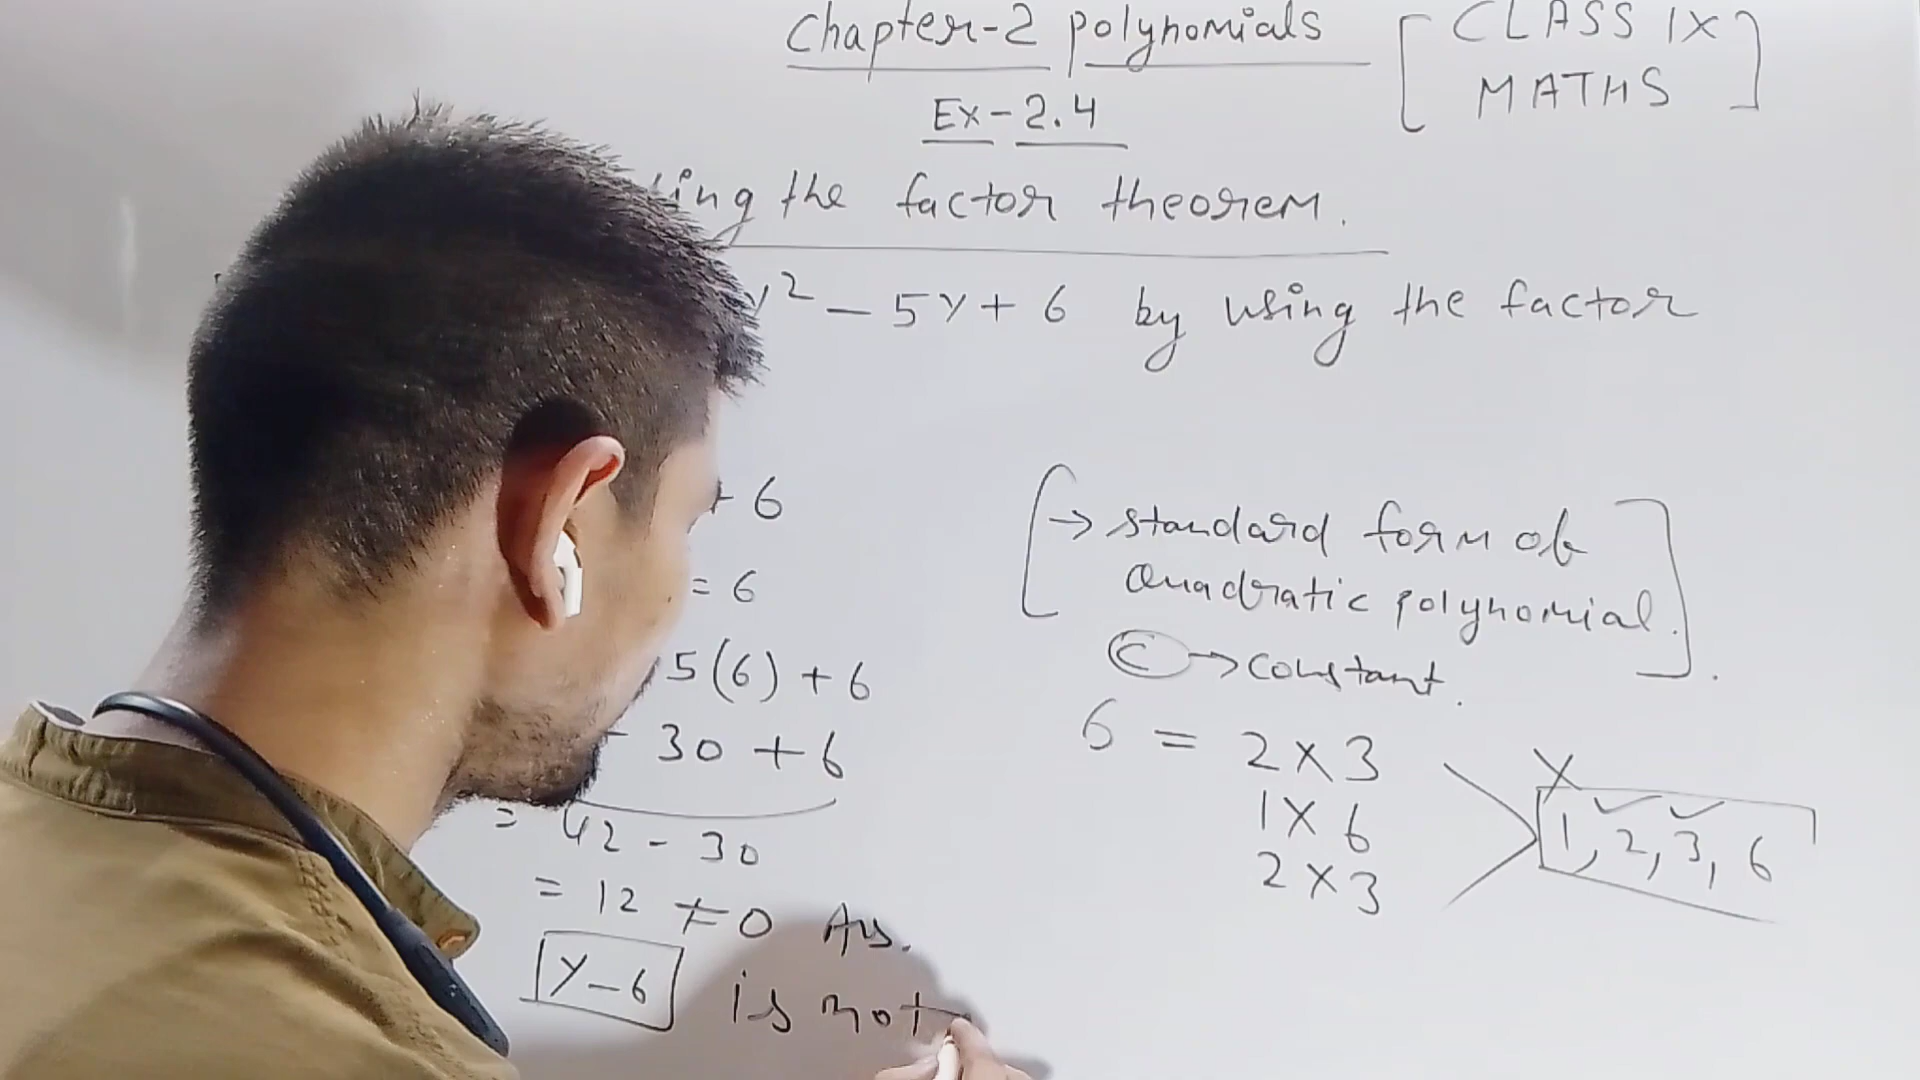 Chapter-2 polynomials
[CLASS IX
MATHS]
Ex-2.4
the factor theorem.
y² - 5y + 6 by using the factor
+ 6
= 6
5(6) + 6
- 30 + 6
= 42 - 30
= 12 ≠ 0 Ans.
y-6 is not
[→ standard form of
Quadratic polynomial.]
C → constant.
6 = 2 × 3
1 × 6
2 × 3
1, 2, 3, 6